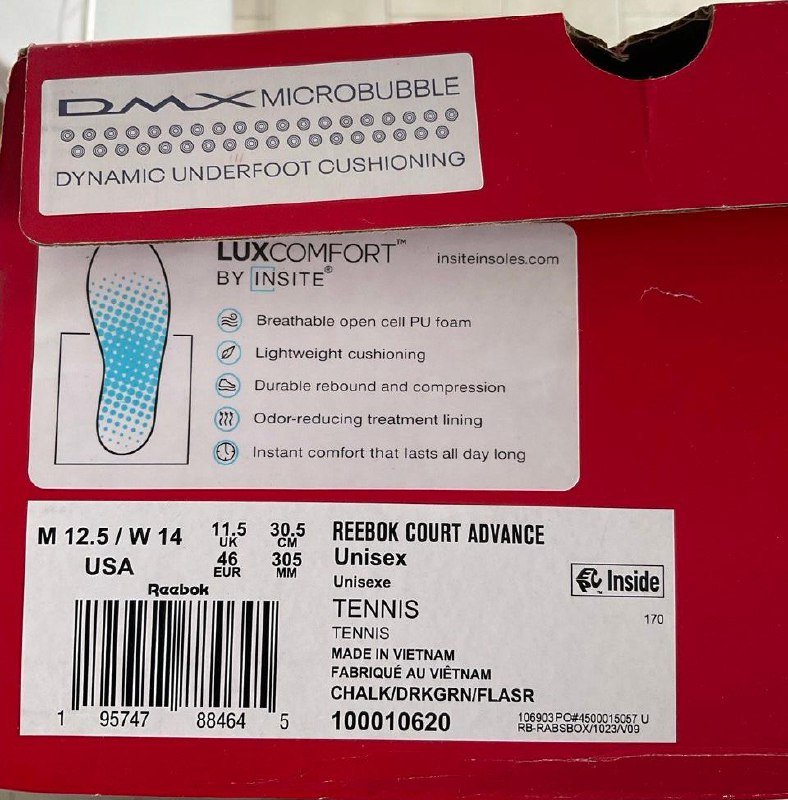 DMX MICROBUBBLE
DYNAMIC UNDERFOOT CUSHIONING
LUXCOMFORT™
insiteinsoles.com
BY INSITE®
Breathable open cell PU foam
Lightweight cushioning
Durable rebound and compression
Odor-reducing treatment lining
Instant comfort that lasts all day long
M 12.5 / W 14
USA
11.5
UK
30.5
CM
46
EUR
305
MM
Reebok
1 95747 88464 5
REEBOK COURT ADVANCE
Unisex
Unisexe
TENNIS
TENNIS
MADE IN VIETNAM
FABRIQUÉ AU VIÊTNAM
CHALK/DRKGRN/FLASR
100010620
Inside
170
106903 PO#4500015057 U
RB-RABSBOX/1023/V09